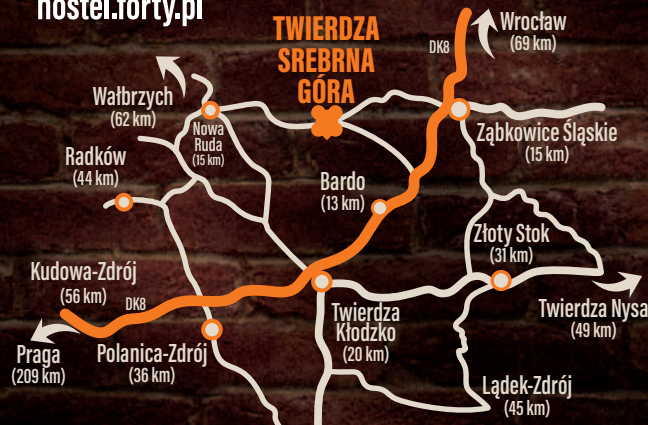 hostel.forty.pl
TWIERDZA
SREBRNA
GÓRA
DK8
Wrocław
(69 km)
Wałbrzych
(62 km)
Nowa
Ruda
(15 km)
Ząbkowice Śląskie
(15 km)
Radków
(44 km)
Bardo
(13 km)
Złoty Stok
(31 km)
Kudowa-Zdrój
(56 km)
DK8
Twierdza
Kłodzko
(20 km)
Twierdza Nysa
(49 km)
Praga
(209 km)
Polanica-Zdrój
(36 km)
Lądek-Zdrój
(45 km)